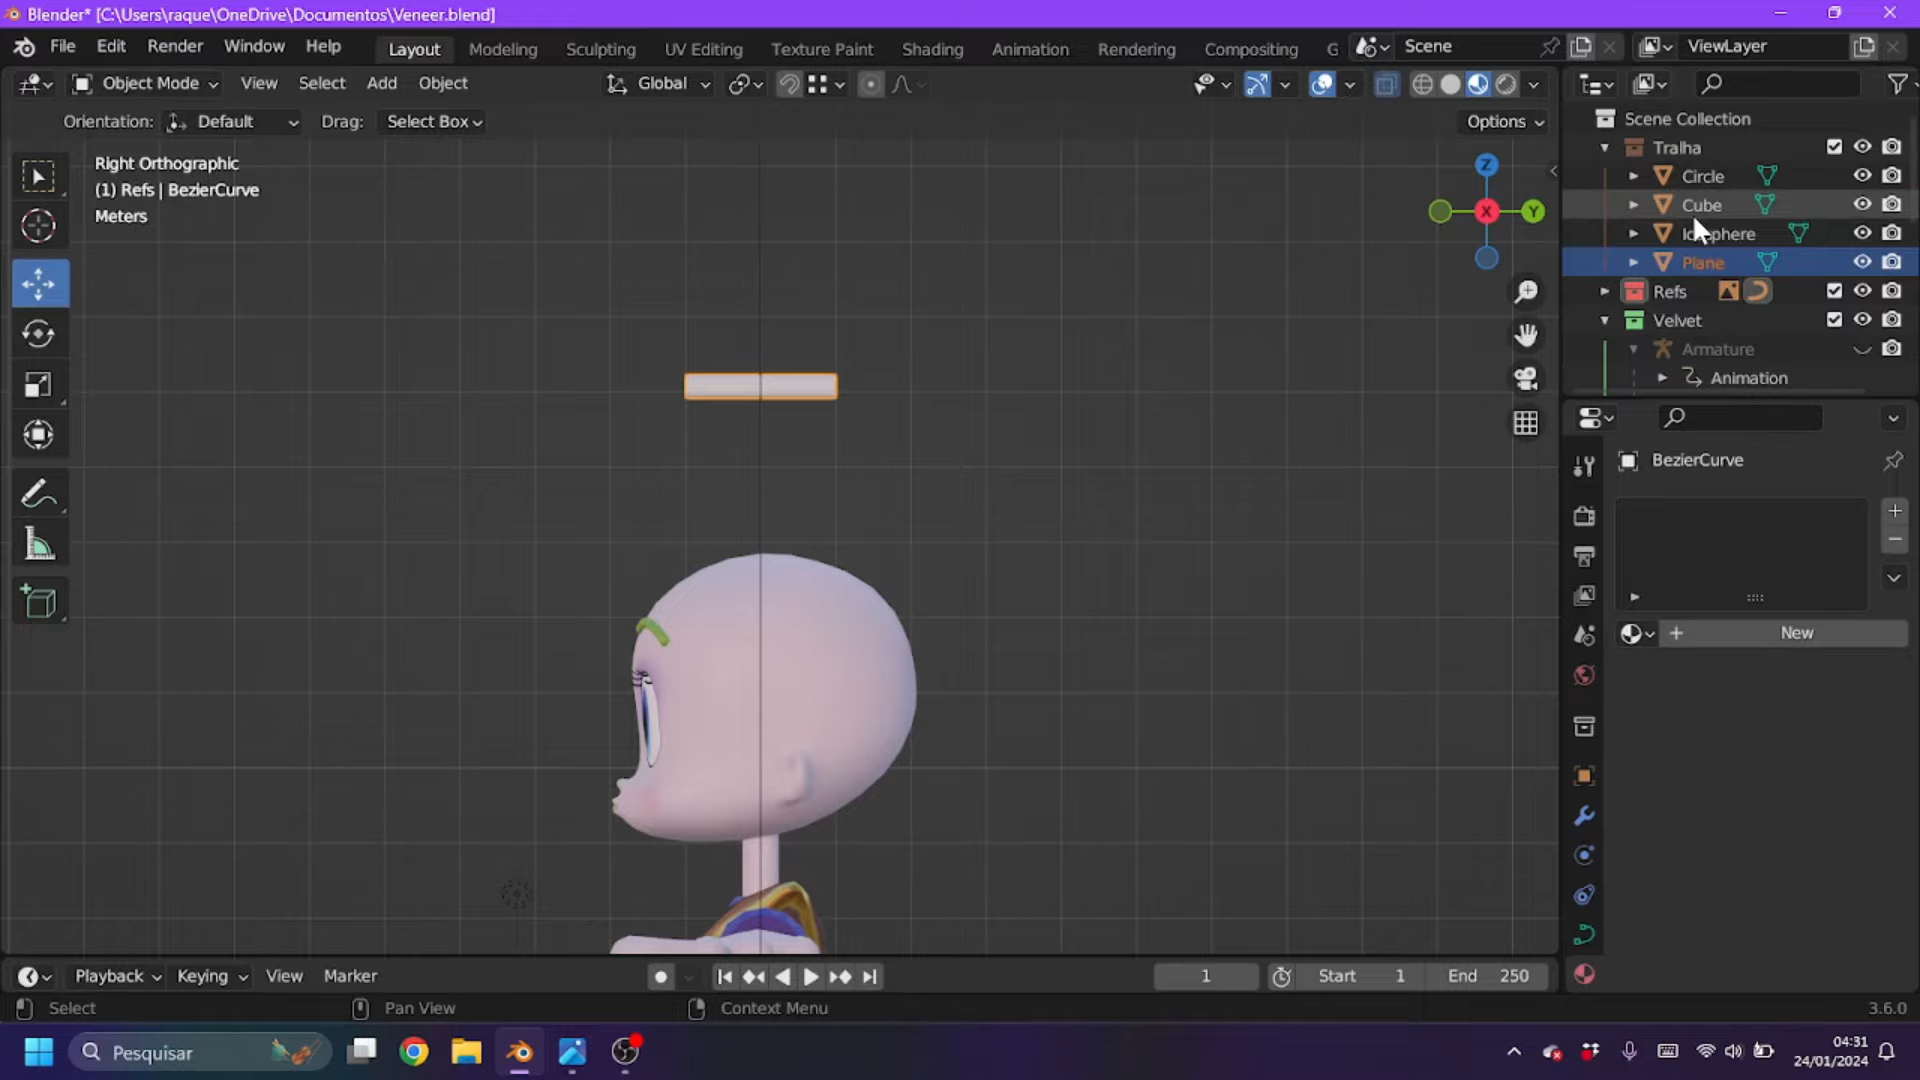 Blender* [C:\Users\raque\OneDrive\Documentos\Veneer.blend]
File Edit Render Window Help Layout Modeling Sculpting UV Editing Texture Paint Shading Animation Rendering Compositing G Scene ViewLayer
Object Mode View Select Add Object Global
Orientation: Default Drag: Select Box Options
Right Orthographic
(1) Refs | BezierCurve
Meters
Z
X
Y
Scene Collection
Tralha
Circle
Cube
Plane
Refs
Velvet
Armature
Animation
BezierCurve
New
Playback Keying View Marker 1 Start 1 End 250
Select Pan View Context Menu 3.6.0
Pesquisar
04:31
24/01/2024